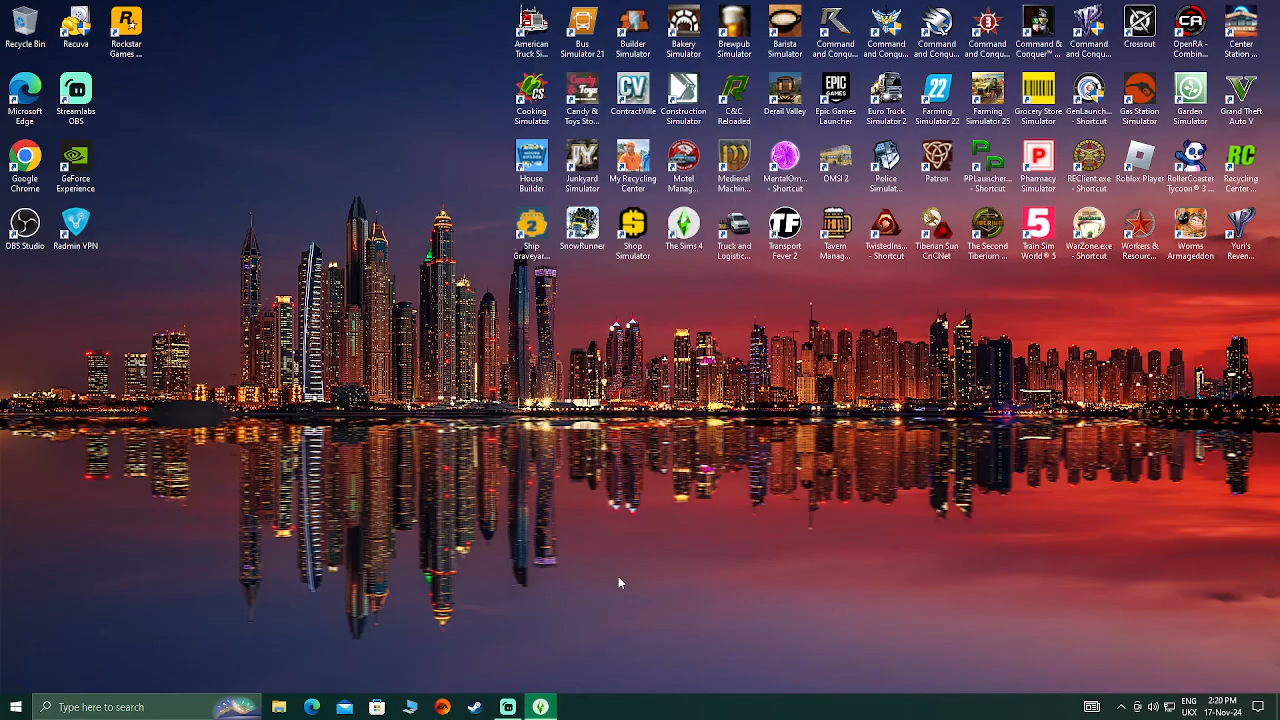 Recycle Bin
Recuva
Rockstar
Games ...
American
Truck Si...
Bus
Simulator 21
Builder
Simulator
Bakery
Simulator
Brewpub
Simulator
Barista
Simulator
Command
and Conqu...
Command
and Conqu...
Command
and Conqu...
Command
and Conqu...
Command &
Conquer™...
Command
and Conqu...
Crossout
OpenRA -
Combin...
Center
Station ...
Microsoft
Edge
Streamlabs
OBS
Cooking
Simulator
Candy &
Toys Sto...
ContractVille
Construction
Simulator
C&C
Reloaded
Derail Valley
Epic Games
Launcher
Euro Truck
Simulator 2
Farming
Simulator 22
Farming
Simulator 25
Grocery Store
Simulator
GenLaunch...
- Shortcut
Gas Station
Simulator
Garden
Simulator
Grand Theft
Auto V
Google
Chrome
GeForce
Experience
House
Builder
Junkyard
Simulator
My Recycling
Center
Motel
Manag...
Medieval
Machin...
MentalOm...
- Shortcut
OMSI 2
Police
Simulat...
Patron
PPLaunche...
- Shortcut
Pharmacy
Simulator
REClient.exe
- Shortcut
Roblox Player
RollerCoaster
Tycoon® 3 ...
Recycling
Center ...
OBS Studio
Radmin VPN
Ship
Graveyar...
SnowRunner
Shop
Simulator
The Sims 4
Truck and
Logistic...
Transport
Fever 2
Tavern
Manag...
TwistedIns...
- Shortcut
Tiberian Sun
CnCNet
The Second
Tiberium ...
Train Sim
World® 5
WarZone.exe
- Shortcut
Workers &
Resourc...
Worms
Armageddon
Yuri's
Reven...
Type here to search
ENG
UKX
2:20 PM
17-Nov-24